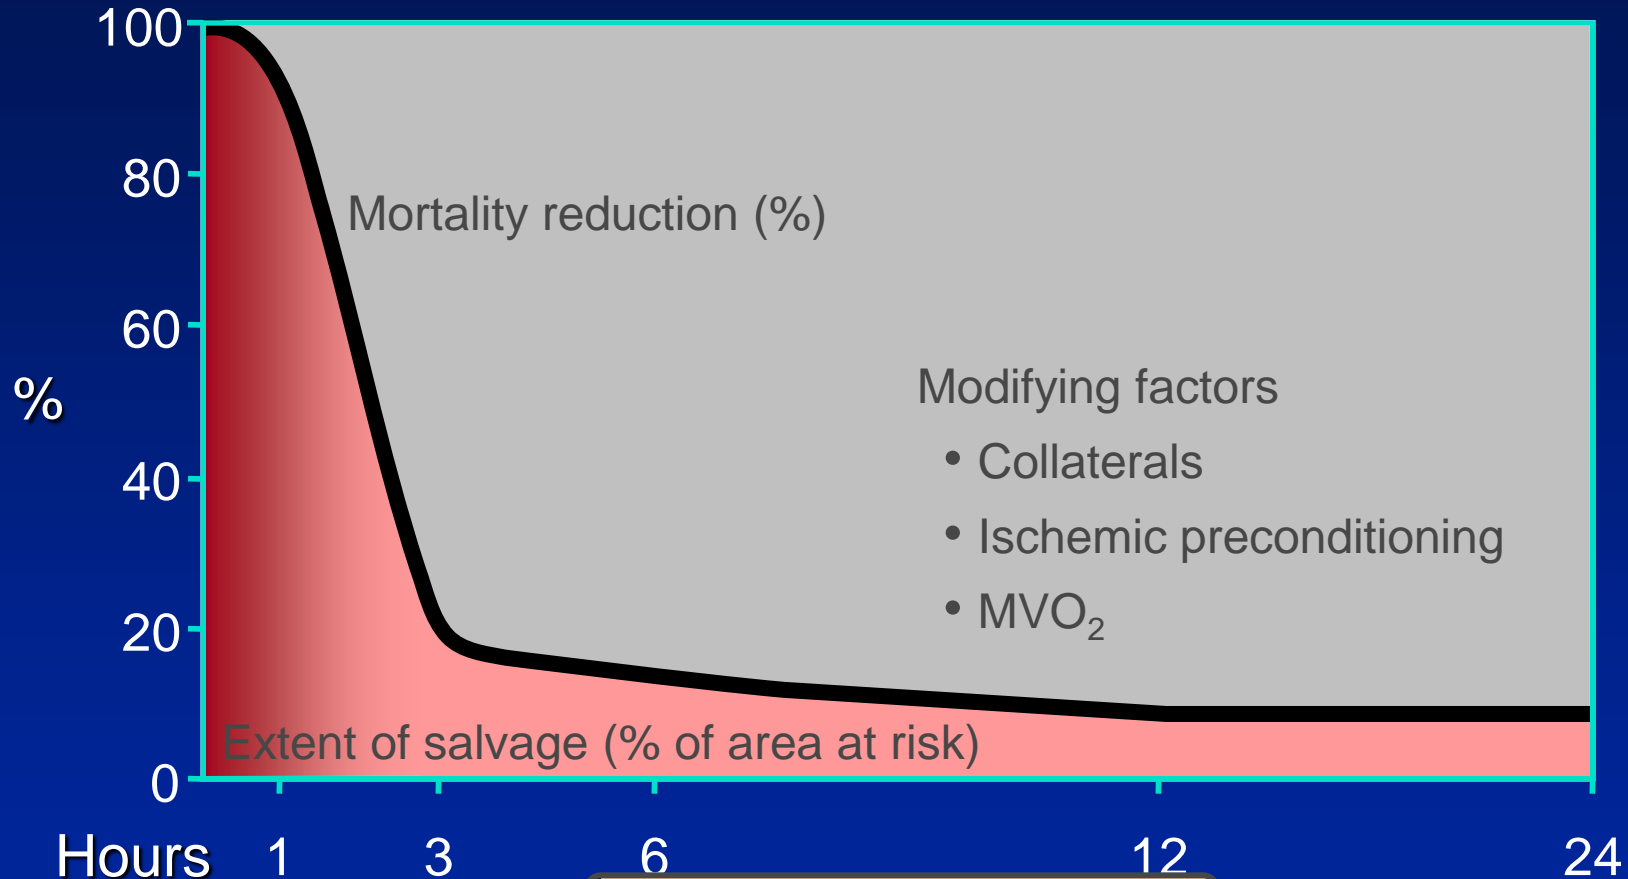 100
80
Mortality reduction (%)
60
%
Modifying factors
• Collaterals
40
• Ischemic preconditioning
• MVO₂
20
Extent of salvage (% of area at risk)
0
Hours 1 3 6 12 24